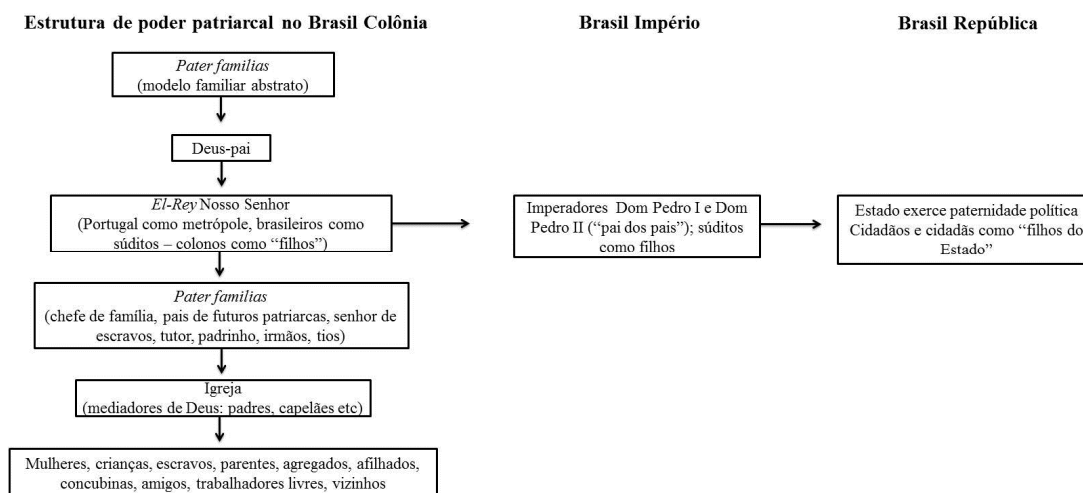 Estrutura de poder patriarcal no Brasil Colônia
Pater familias
(modelo familiar abstrato)
Deus-pai
El-Rey Nosso Senhor
(Portugal como metrópole, brasileiros como
súditos – colonos como “filhos”)
Pater familias
(chefe de família, pais de futuros patriarcas, senhor de
escravos, tutor, padrinho, irmãos, tios)
Igreja
(mediadores de Deus: padres, capelães etc)
Mulheres, crianças, escravos, parentes, agregados, afilhados,
concubinas, amigos, trabalhadores livres, vizinhos
Brasil Império
Imperadores Dom Pedro I e Dom
Pedro II (“pai dos pais”); súditos
como filhos
Brasil República
Estado exerce paternidade política
Cidadãos e cidadãs como “filhos do
Estado”